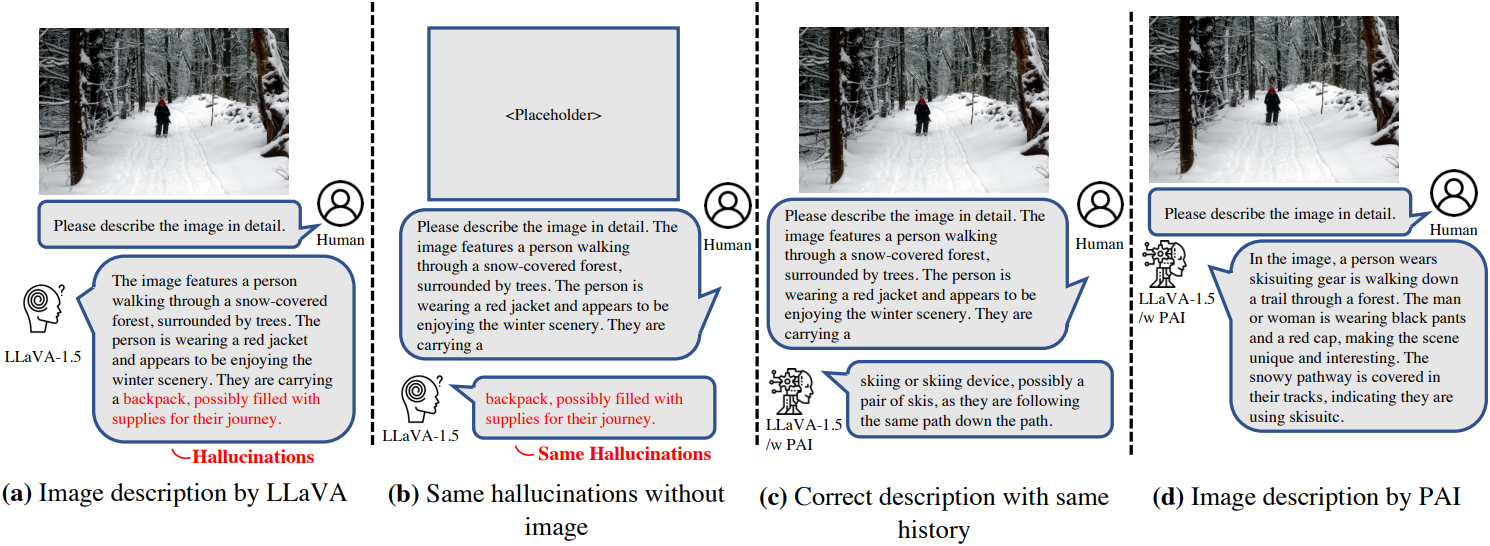 Please describe the image in detail.
Human
The image features a person
walking through a snow-covered
forest, surrounded by trees. The
person is wearing a red jacket
and appears to be enjoying the
winter scenery. They are carrying
a backpack, possibly filled with
supplies for their journey.
LLaVA-1.5
Hallucinations
(a) Image description by LLaVA
<Placeholder>
Human
Please describe the image in detail. The
image features a person walking
through a snow-covered forest,
surrounded by trees. The person is
wearing a red jacket and appears to be
enjoying the winter scenery. They are
carrying a
backpack, possibly filled with
supplies for their journey.
LLaVA-1.5
Same Hallucinations
(b) Same hallucinations without
image
Human
Please describe the image in detail. The
image features a person walking
through a snow-covered forest,
surrounded by trees. The person is
wearing a red jacket and appears to be
enjoying the winter scenery. They are
carrying a
skiing or skiing device, possibly a
pair of skis, as they are following
the same path down the path.
LLaVA-1.5
/w PAI
(c) Correct description with same
history
Please describe the image in detail.
Human
In the image, a person wears
skisuiting gear is walking down
a trail through a forest. The man
or woman is wearing black pants
and a red cap, making the scene
unique and interesting. The
snowy pathway is covered in
their tracks, indicating they are
using skisuitc.
LLaVA-1.5
/w PAI
(d) Image description by PAI